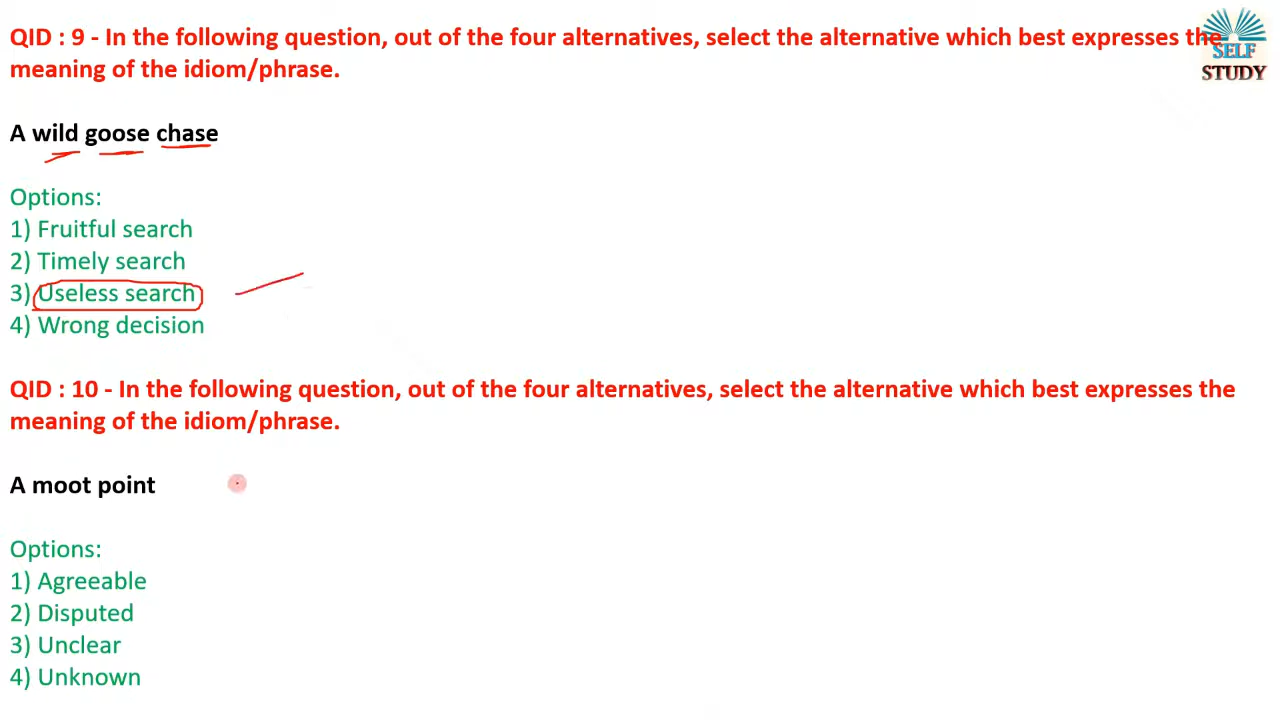 QID : 9 - In the following question, out of the four alternatives, select the alternative which best expresses the
meaning of the idiom/phrase.
SELF
STUDY
A wild goose chase
Options:
1) Fruitful search
2) Timely search
3) Useless search
4) Wrong decision
QID : 10 - In the following question, out of the four alternatives, select the alternative which best expresses the
meaning of the idiom/phrase.
A moot point
Options:
1) Agreeable
2) Disputed
3) Unclear
4) Unknown